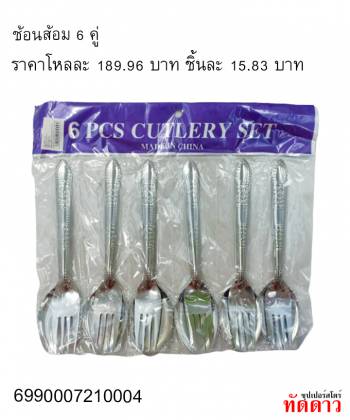 ช้อนส้อม 6 คู่
ราคาโหลละ 189.96 บาท ชิ้นละ 15.83 บาท
6 PCS CUTLERY SET
MADE IN CHINA
6990007210004
ซุปเปอร์สโตร์
ทัดดาว